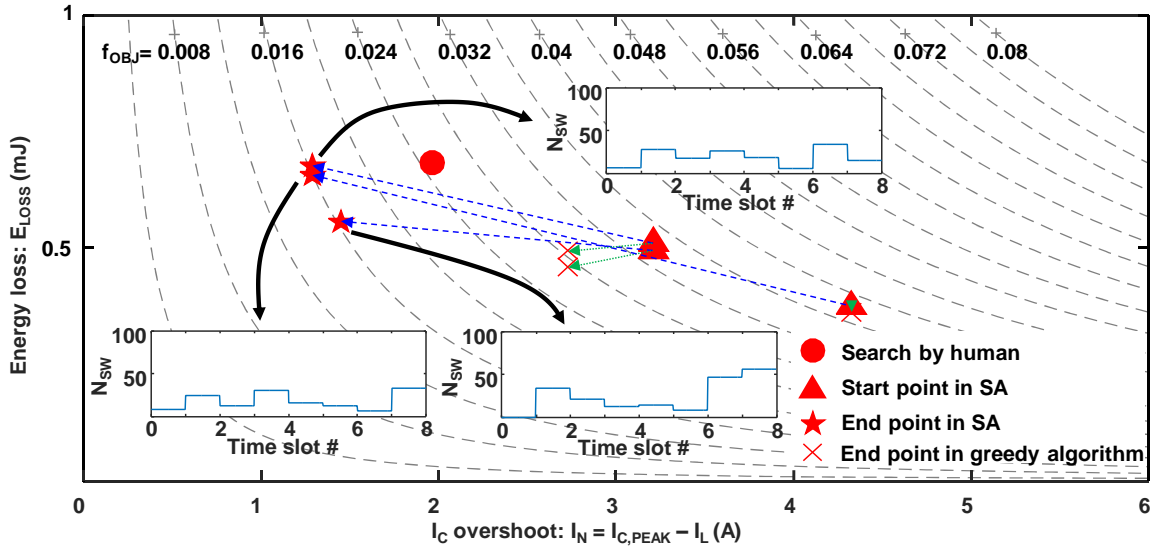 1
f_OBJ= 0.008 0.016 0.024 0.032 0.04 0.048 0.056 0.064 0.072 0.08
Energy loss: E_Loss (mJ)
0.5
100
50
N_SW
0 2 4 6 8
Time slot #
100
50
N_SW
0 2 4 6 8
Time slot #
100
50
N_SW
0 2 4 6 8
Time slot #
Search by human
Start point in SA
End point in SA
End point in greedy algorithm
0 1 2 3 4 5 6
I_C overshoot: I_N = I_C,PEAK – I_L (A)